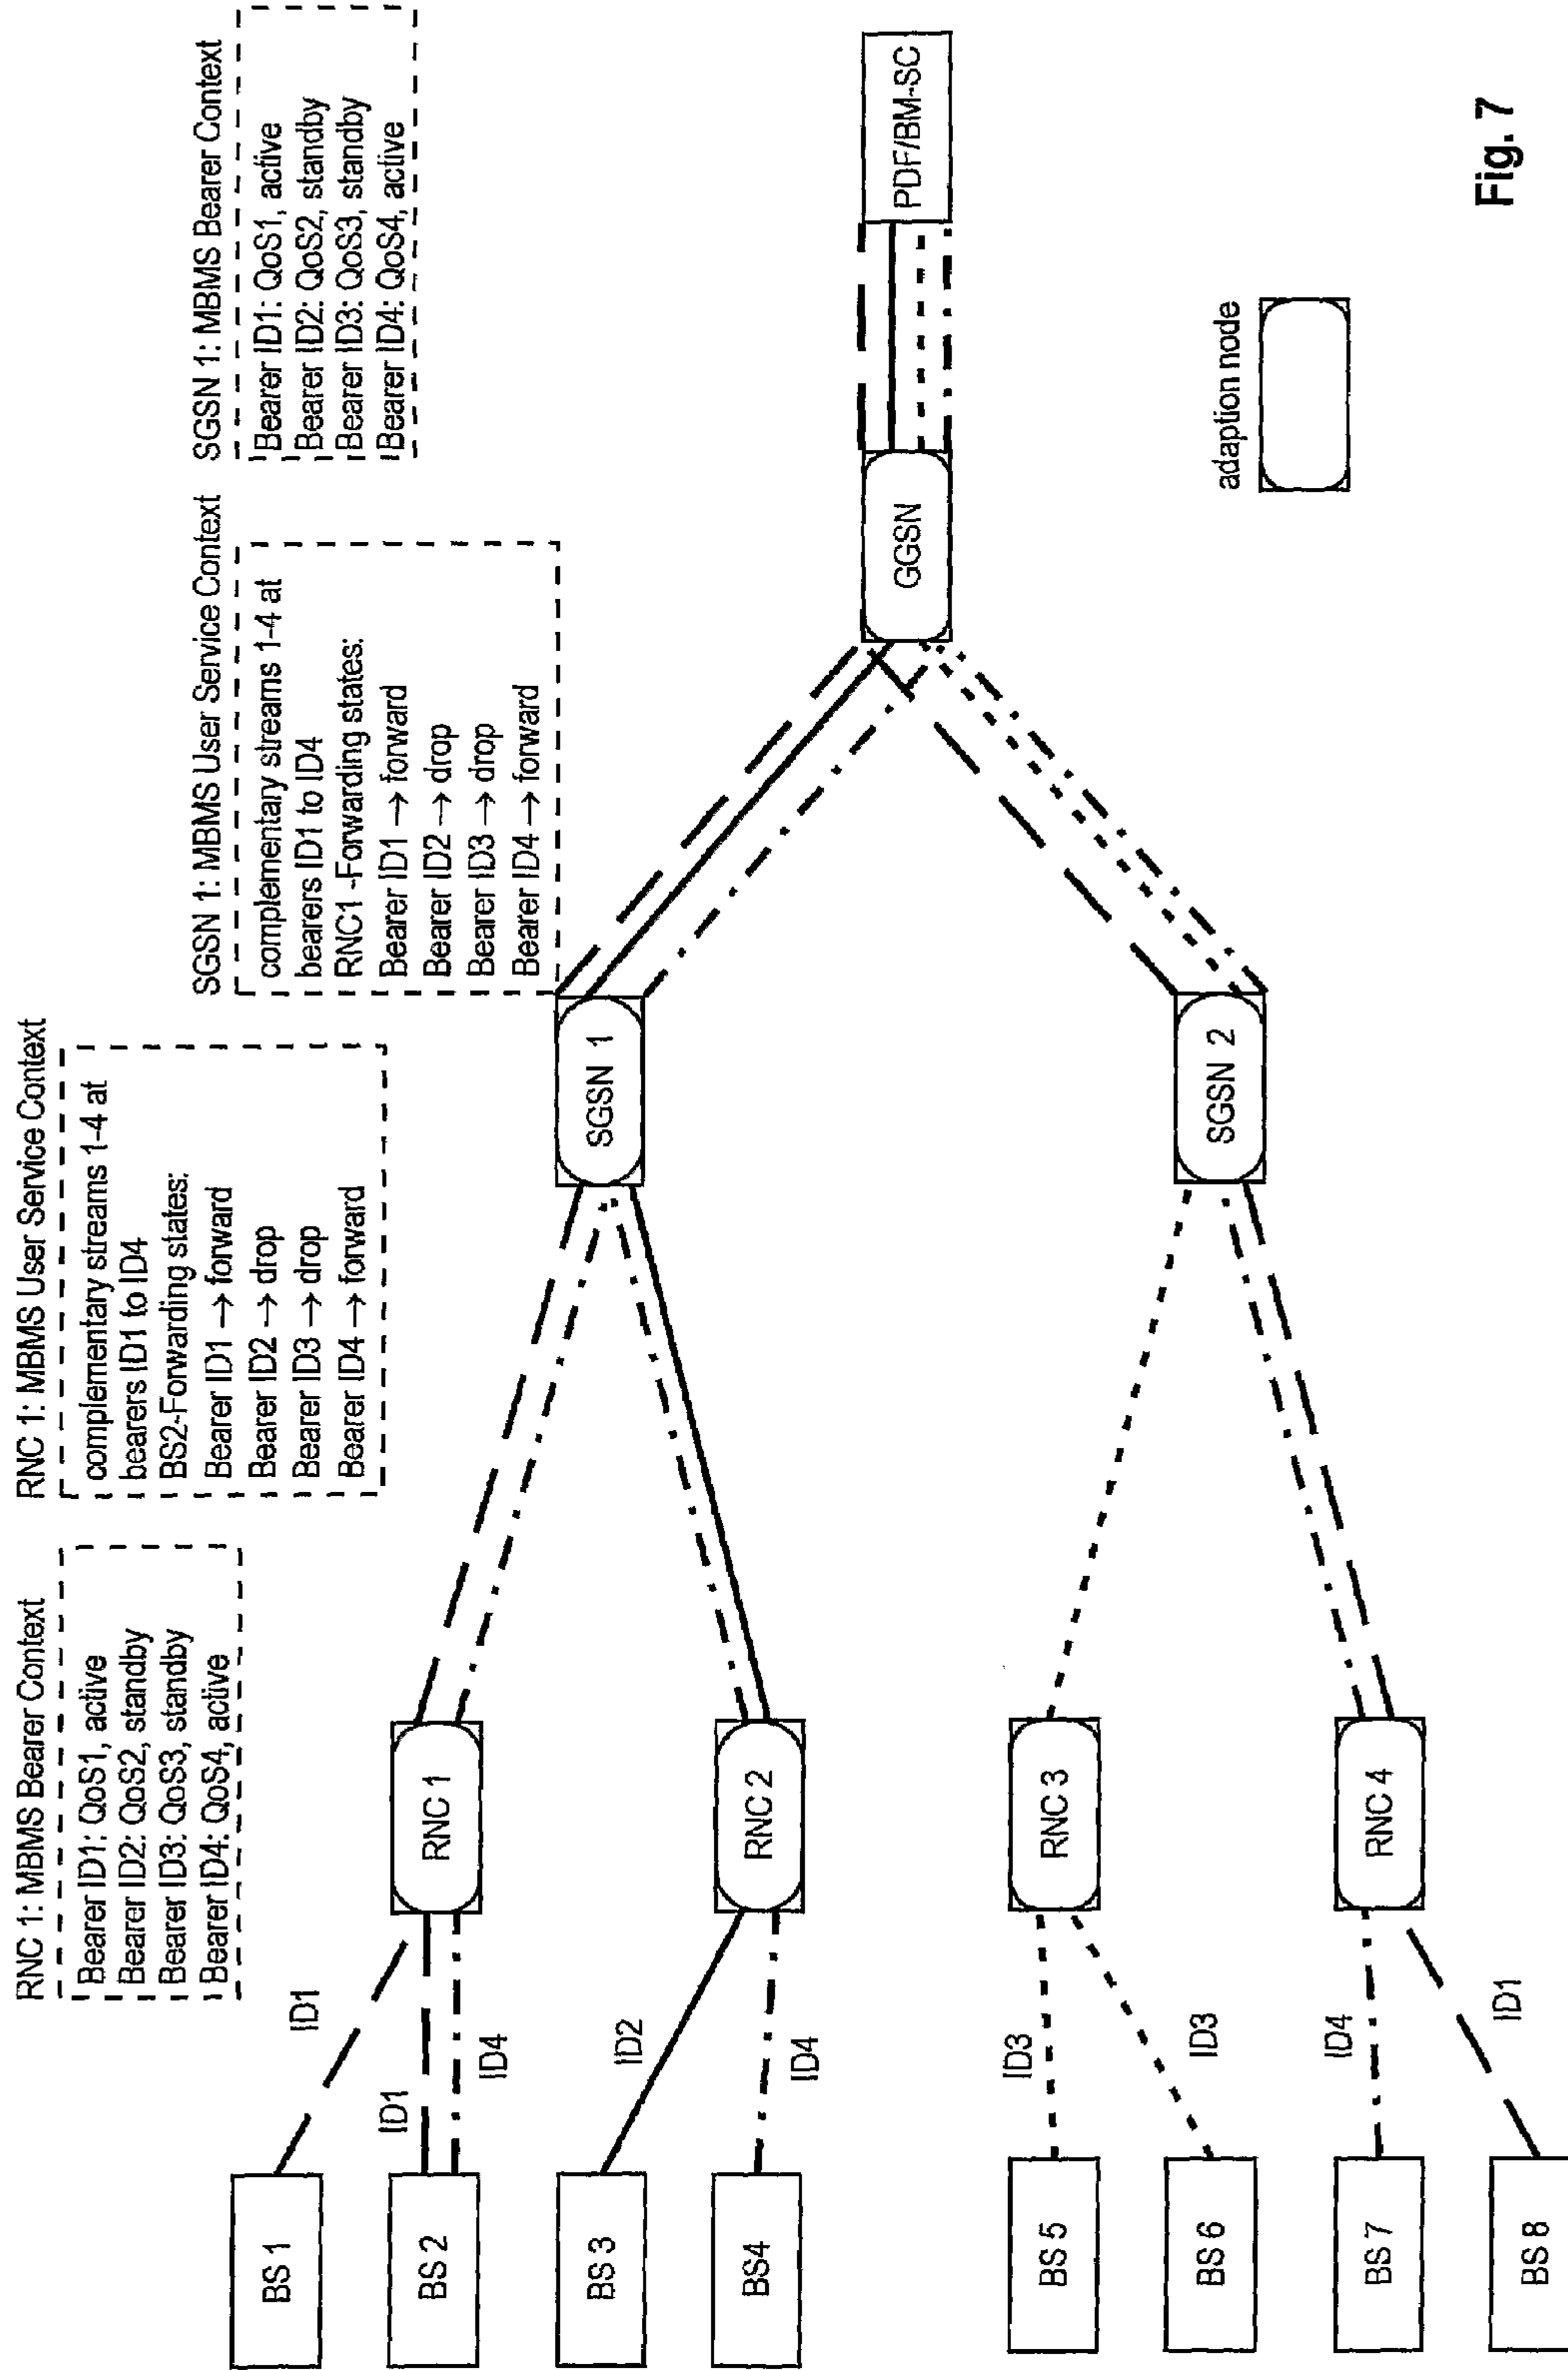 RNC 1: MBMS Bearer Context
Bearer ID1: QoS1, active
Bearer ID2: QoS2, standby
Bearer ID3: QoS3, standby
Bearer ID4: QoS4, active
RNC 1: MBMS User Service Context
complementary streams 1-4 at
bearers ID1 to ID4
BS2-Forwarding states:
Bearer ID1 → forward
Bearer ID2 → drop
Bearer ID3 → drop
Bearer ID4 → forward
SGSN 1: MBMS User Service Context
complementary streams 1-4 at
bearers ID1 to ID4
RNC1 -Forwarding states:
Bearer ID1 → forward
Bearer ID2 → drop
Bearer ID3 → drop
Bearer ID4 → forward
SGSN 1: MBMS Bearer Context
Bearer ID1: QoS1, active
Bearer ID2: QoS2, standby
Bearer ID3: QoS3, standby
Bearer ID4: QoS4, active
BS 1
ID1
BS 2
ID1
ID4
RNC 1
BS 3
ID2
BS4
ID4
RNC 2
SGSN 1
BS 5
ID3
BS 6
ID3
RNC 3
BS 7
ID4
BS 8
ID1
RNC 4
SGSN 2
GGSN
PDF/BM-SC
adaption node
Fig. 7